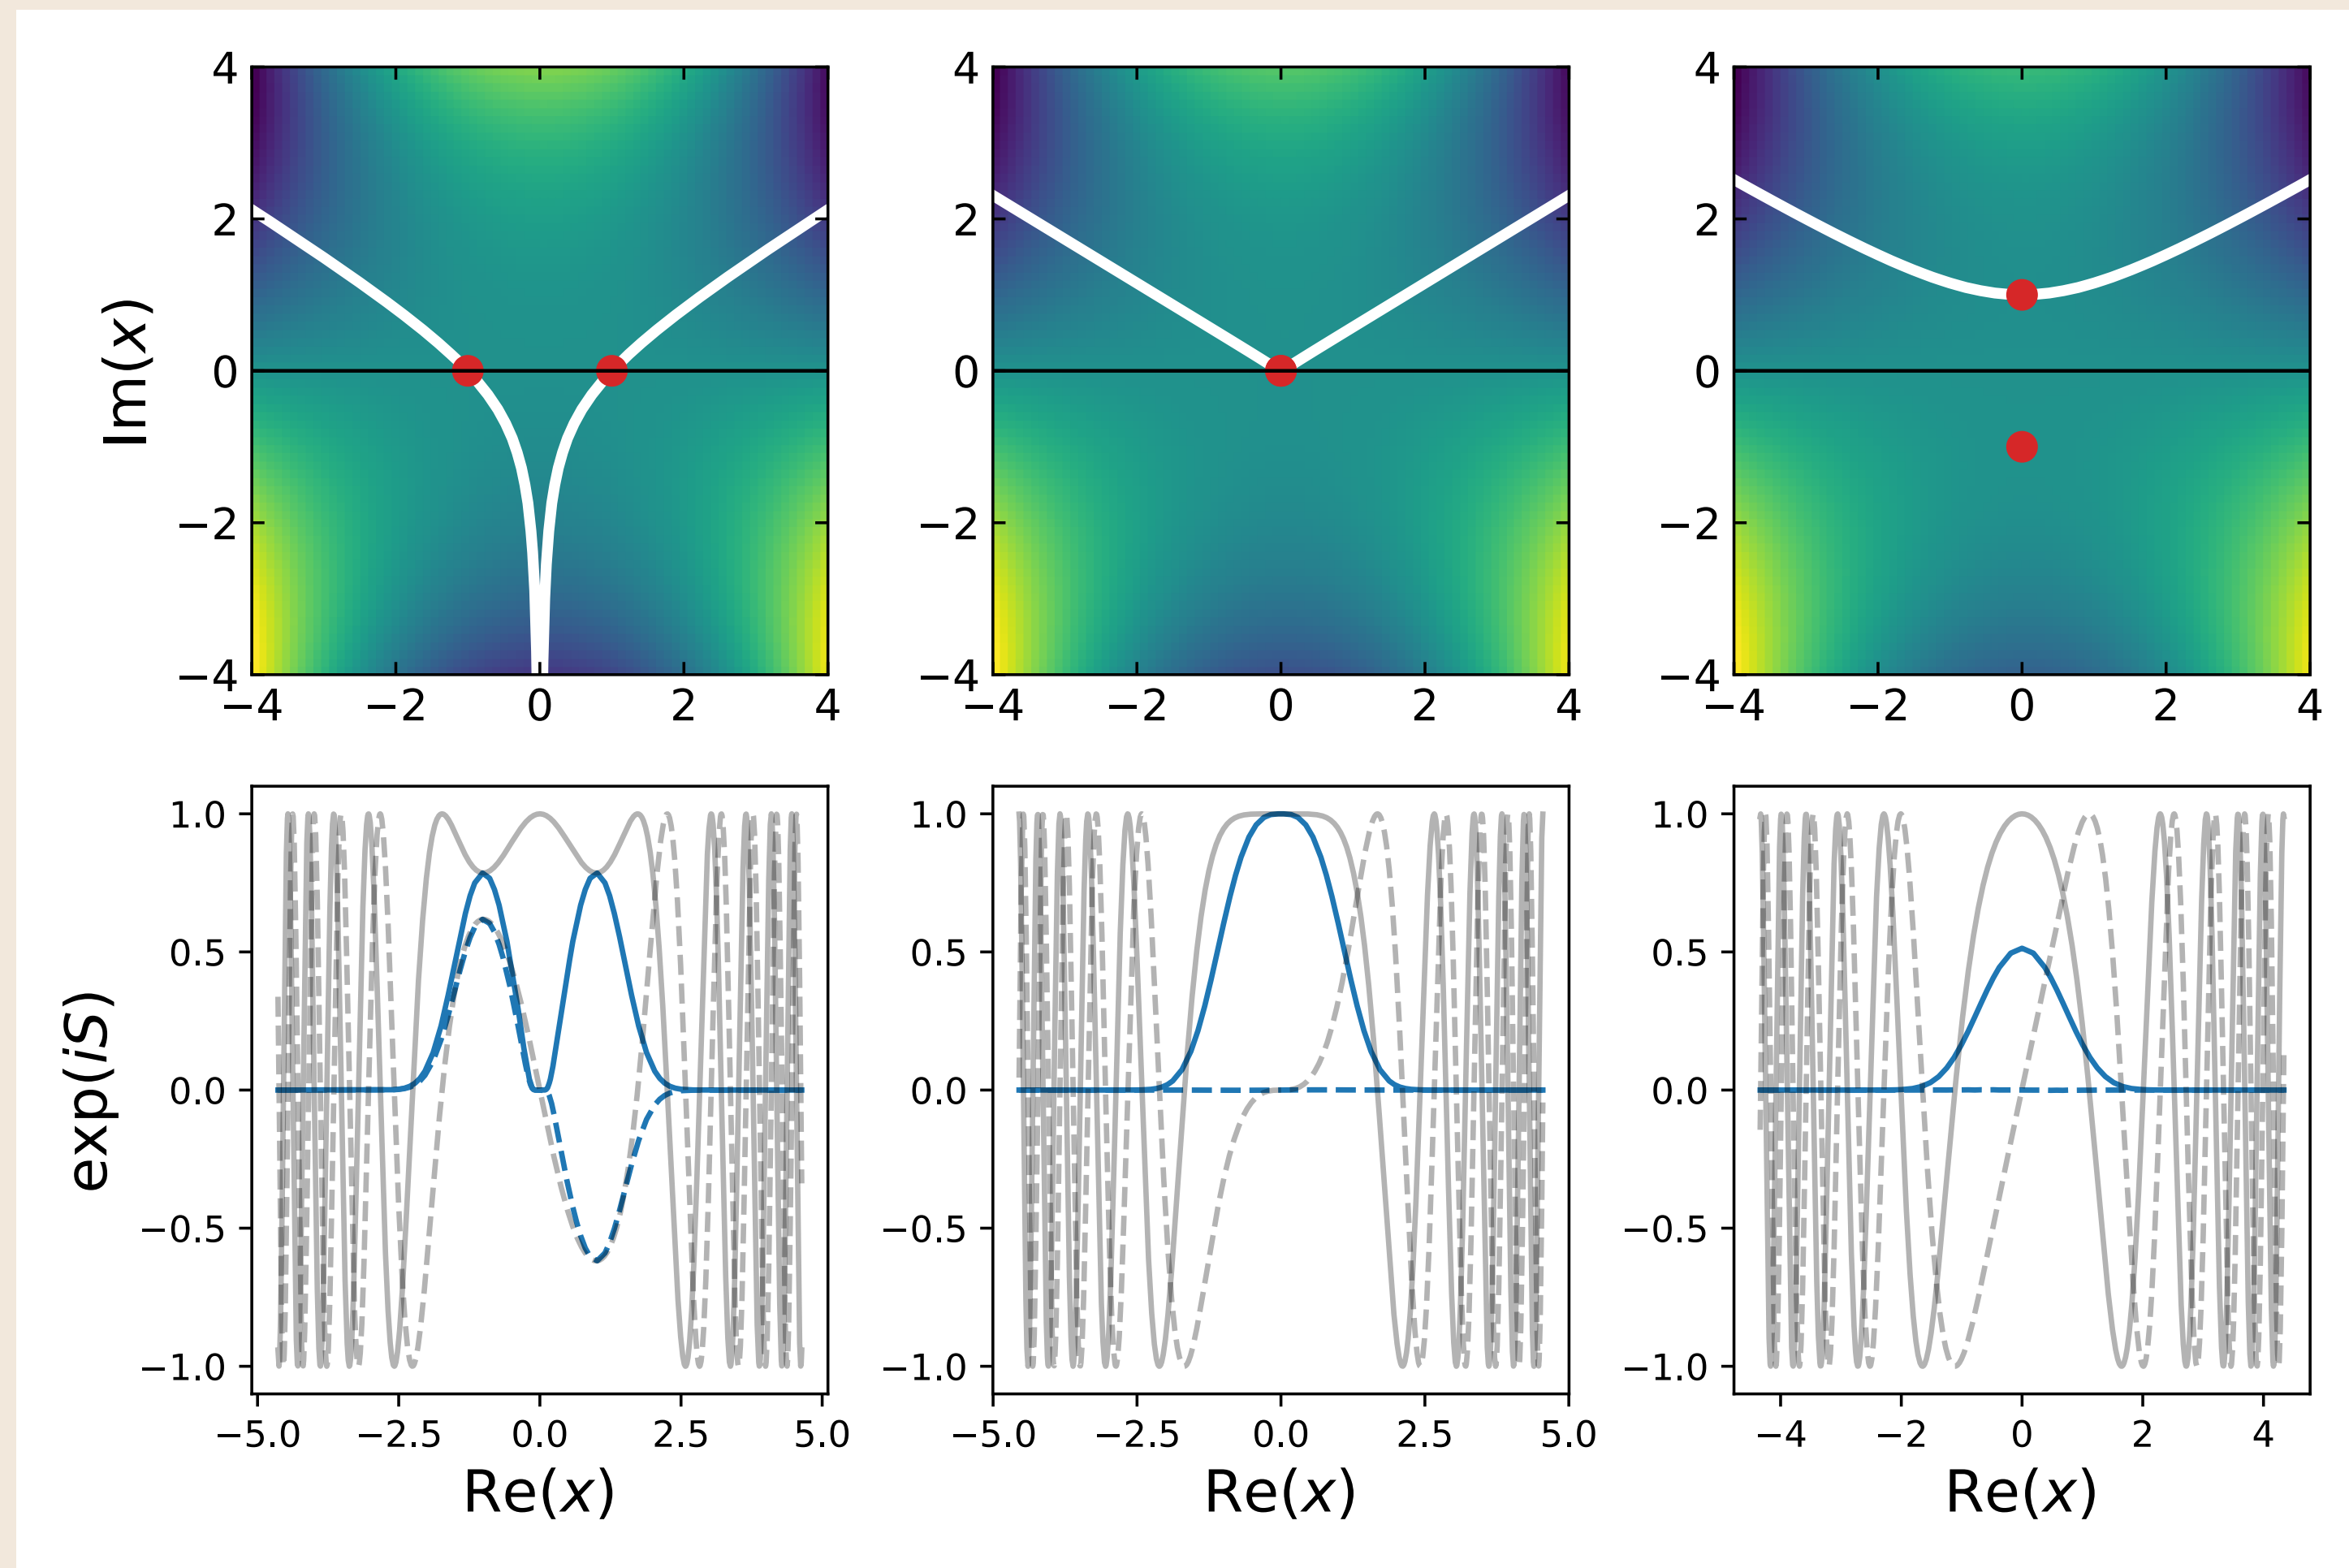 4 4 4
2 2 2
Im(x)
0 0 0
−2 −2 −2
−4 −4 −4
−4 −2 0 2 4 −4 −2 0 2 4 −4 −2 0 2 4
1.0 1.0 1.0
0.5 0.5 0.5
exp(iS)
0.0 0.0 0.0
−0.5 −0.5 −0.5
−1.0 −1.0 −1.0
−5.0 −2.5 0.0 2.5 5.0 −5.0 −2.5 0.0 2.5 5.0 −4 −2 0 2 4
Re(x) Re(x) Re(x)